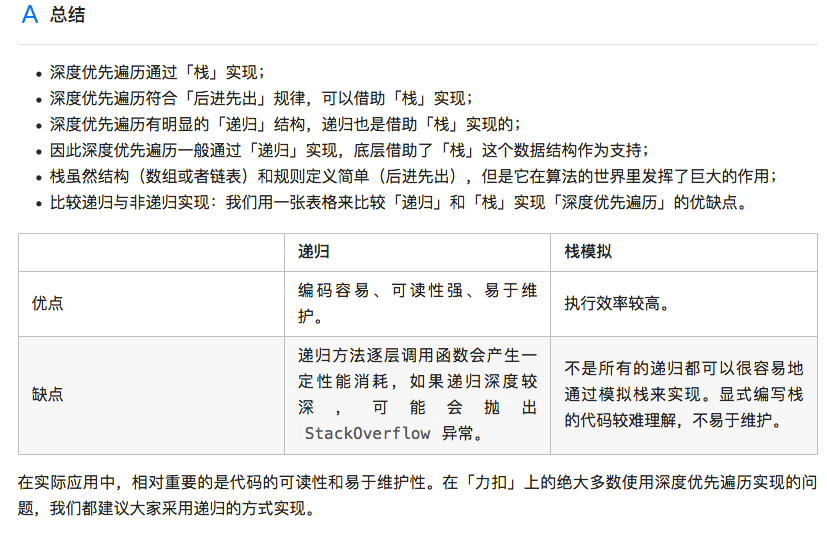 A 总结
深度优先遍历通过「栈」实现；
深度优先遍历符合「后进先出」规律，可以借助「栈」实现；
深度优先遍历有明显的「递归」结构，递归也是借助「栈」实现的；
因此深度优先遍历一般通过「递归」实现，底层借助了「栈」这个数据结构作为支持；
栈虽然结构（数组或者链表）和规则定义简单（后进先出），但是它在算法的世界里发挥了巨大的作用；
比较递归与非递归实现：我们用一张表格来比较「递归」和「栈」实现「深度优先遍历」的优缺点。
递归 栈模拟
优点
编码容易、可读性强、易于维
护。
执行效率较高。
缺点
递归方法逐层调用函数会产生一
定性能消耗，如果递归深度较
深，可能会抛出
StackOverflow 异常。
不是所有的递归都可以很容易地
通过模拟栈来实现。显式编写栈
的代码较难理解，不易于维护。
在实际应用中，相对重要的是代码的可读性和易于维护性。在「力扣」上的绝大多数使用深度优先遍历实现的问
题，我们都建议大家采用递归的方式实现。